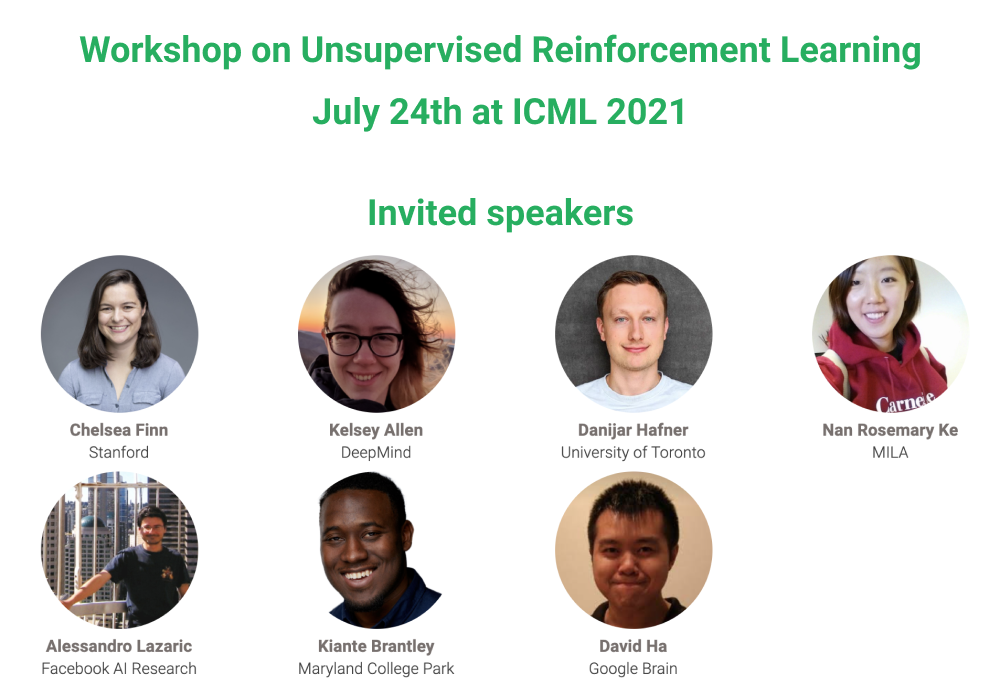 Workshop on Unsupervised Reinforcement Learning
July 24th at ICML 2021
Invited speakers
Carne
Chelsea Finn
Stanford
Kelsey Allen
DeepMind
Danijar Hafner
University of Toronto
Nan Rosemary Ke
MILA
Alessandro Lazaric
Facebook AI Research
Kiante Brantley
Maryland College Park
David Ha
Google Brain